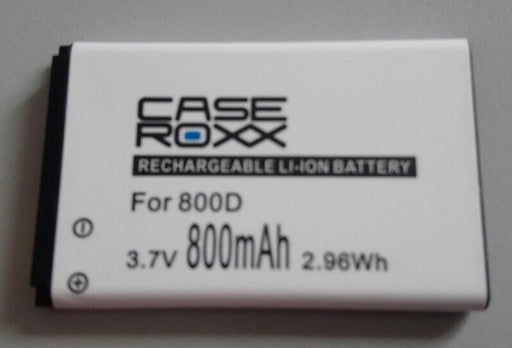 CASE
ROXX
RECHARGEABLE LI-ION BATTERY
For 800D
3.7V 800mAh 2.96Wh